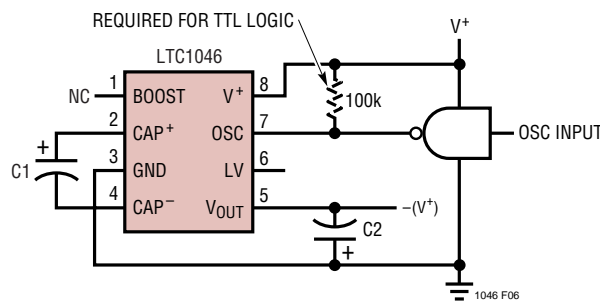 REQUIRED FOR TTL LOGIC
V+
LTC1046
NC 1 BOOST V+ 8
100k
2 CAP+ OSC 7
OSC INPUT
+
C1
3 GND LV 6
4 CAP− VOUT 5
−(V+)
C2
+
1046 F06